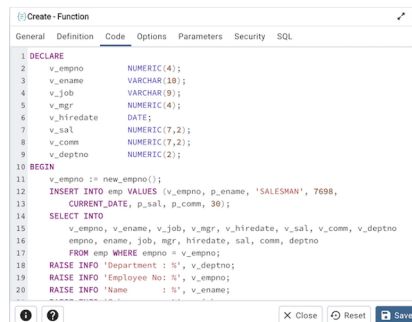 Create - Function
General Definition Code Options Parameters Security SQL
1 DECLARE
2 v_empno NUMERIC(4);
3 v_ename VARCHAR(10);
4 v_job VARCHAR(9);
5 v_mgr NUMERIC(4);
6 v_hiredate DATE;
7 v_sal NUMERIC(7,2);
8 v_comm NUMERIC(7,2);
9 v_deptno NUMERIC(2);
10 BEGIN
11 v_empno := new_empno();
12 INSERT INTO emp VALUES (v_empno, p_ename, 'SALESMAN', 7698,
13 CURRENT_DATE, p_sal, p_comm, 30);
14 SELECT INTO
15 v_empno, v_ename, v_job, v_mgr, v_hiredate, v_sal, v_comm, v_deptno
16 empno, ename, job, mgr, hiredate, sal, comm, deptno
17 FROM emp WHERE empno = v_empno;
18 RAISE INFO 'Department : %', v_deptno;
19 RAISE INFO 'Employee No: %', v_empno;
20 RAISE INFO 'Name : %', v_ename;
Close Reset Save